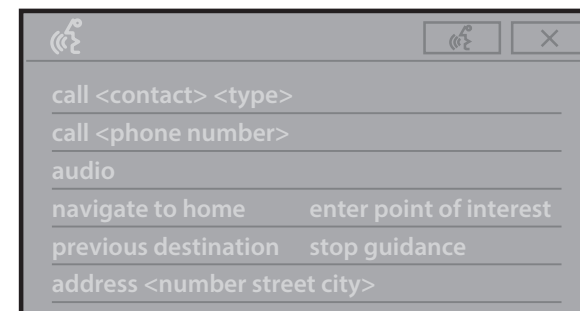 call <contact> <type>
call <phone number>
audio
navigate to home enter point of interest
previous destination stop guidance
address <number street city>